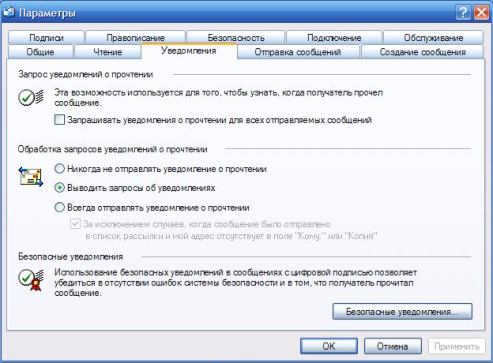 Параметры
Подписи Правописание Безопасность Подключение Обслуживание
Общие Чтение Уведомления Отправка сообщений Создание сообщения
Запрос уведомлений о прочтении
Эта возможность используется для того, чтобы узнать, когда получатель прочел
сообщение.
Запрашивать уведомления о прочтении для всех отправляемых сообщений
Обработка запросов уведомлений о прочтении
Никогда не отправлять уведомление о прочтении
Выводить запросы об уведомлениях
Всегда отправлять уведомление о прочтении
За исключением случаев, когда сообщение было отправлено
в список рассылки и мой адрес отсутствует в поле "Кому:" или "Копия"
Безопасные уведомления
Использование безопасных уведомлений в сообщениях с цифровой подписью позволяет
убедиться в отсутствии ошибок системы безопасности и в том, что получатель прочитал
сообщение.
Безопасные уведомления...
ОК Отмена Применить